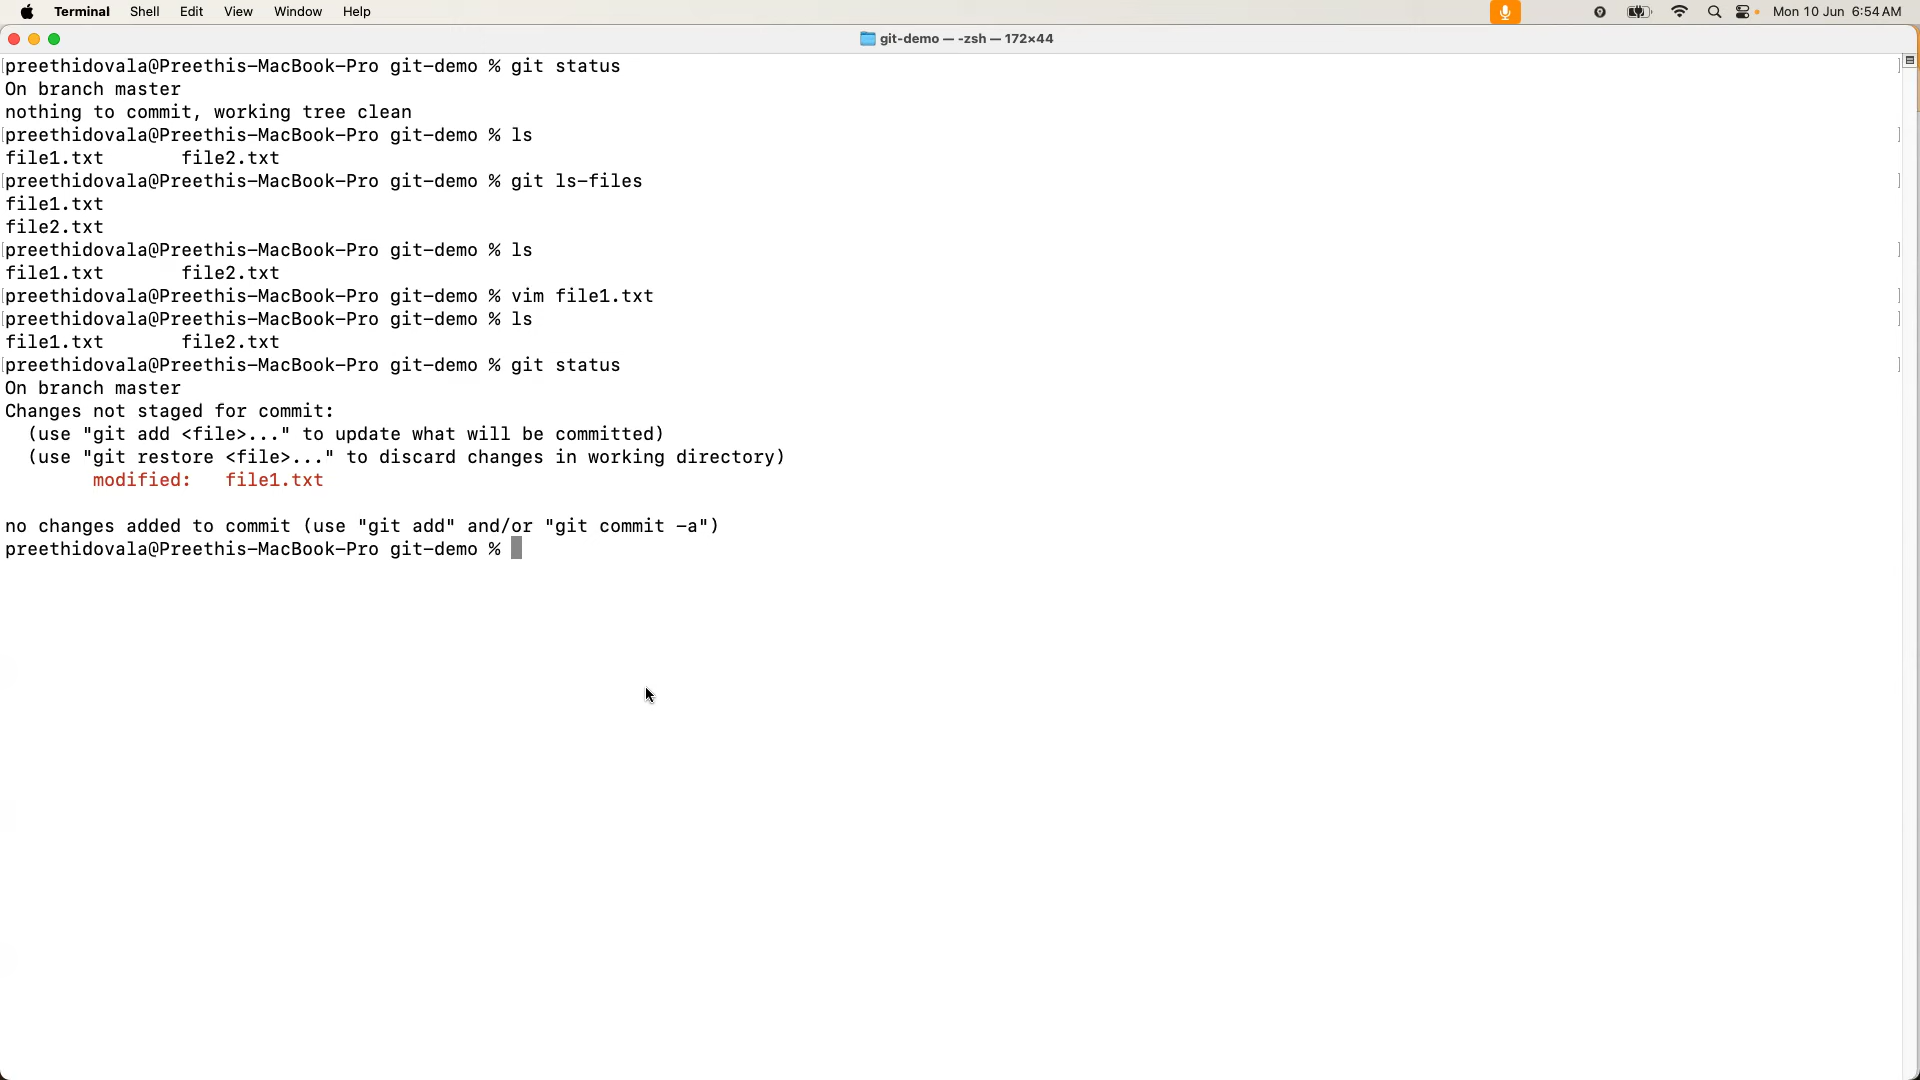 Terminal Shell Edit View Window Help Mon 10 Jun 6:54 AM
git-demo — -zsh — 172×44
preethidovala@Preethis-MacBook-Pro git-demo % git status
On branch master
nothing to commit, working tree clean
preethidovala@Preethis-MacBook-Pro git-demo % ls
file1.txt file2.txt
preethidovala@Preethis-MacBook-Pro git-demo % git ls-files
file1.txt
file2.txt
preethidovala@Preethis-MacBook-Pro git-demo % ls
file1.txt file2.txt
preethidovala@Preethis-MacBook-Pro git-demo % vim file1.txt
preethidovala@Preethis-MacBook-Pro git-demo % ls
file1.txt file2.txt
preethidovala@Preethis-MacBook-Pro git-demo % git status
On branch master
Changes not staged for commit:
  (use "git add <file>..." to update what will be committed)
  (use "git restore <file>..." to discard changes in working directory)
        modified:   file1.txt
no changes added to commit (use "git add" and/or "git commit -a")
preethidovala@Preethis-MacBook-Pro git-demo %